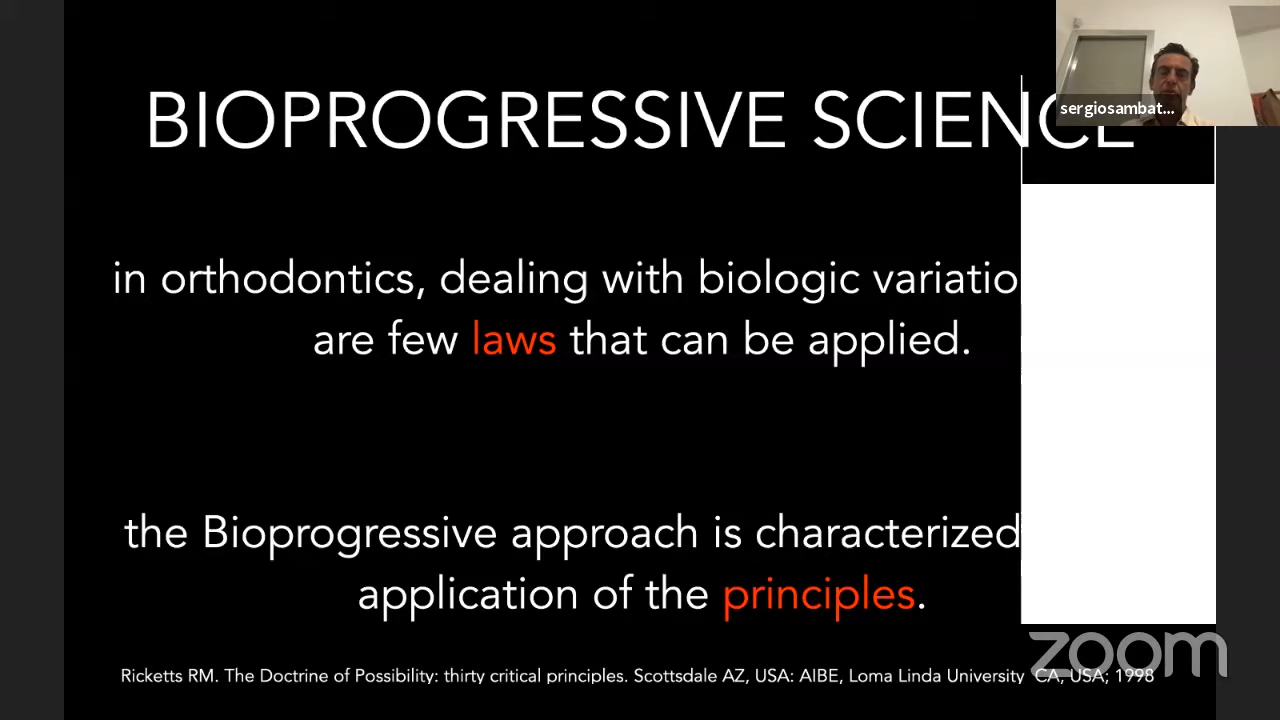 BIOPROGRESSIVE SCIENCE
sergiosambat...
in orthodontics, dealing with biologic variatio
are few laws that can be applied.
the Bioprogressive approach is characterized
application of the principles.
zoom
Ricketts RM. The Doctrine of Possibility: thirty critical principles. Scottsdale AZ, USA: AIBE, Loma Linda University CA, USA; 1998